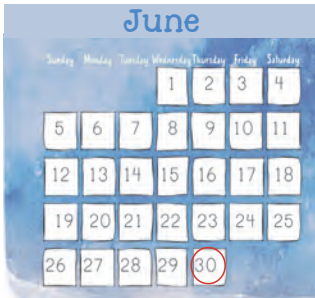 June
Sunday Monday Tuesday Wednesday Thursday Friday Saturday
1 2 3 4
5 6 7 8 9 10 11
12 13 14 15 16 17 18
19 20 21 22 23 24 25
26 27 28 29 30